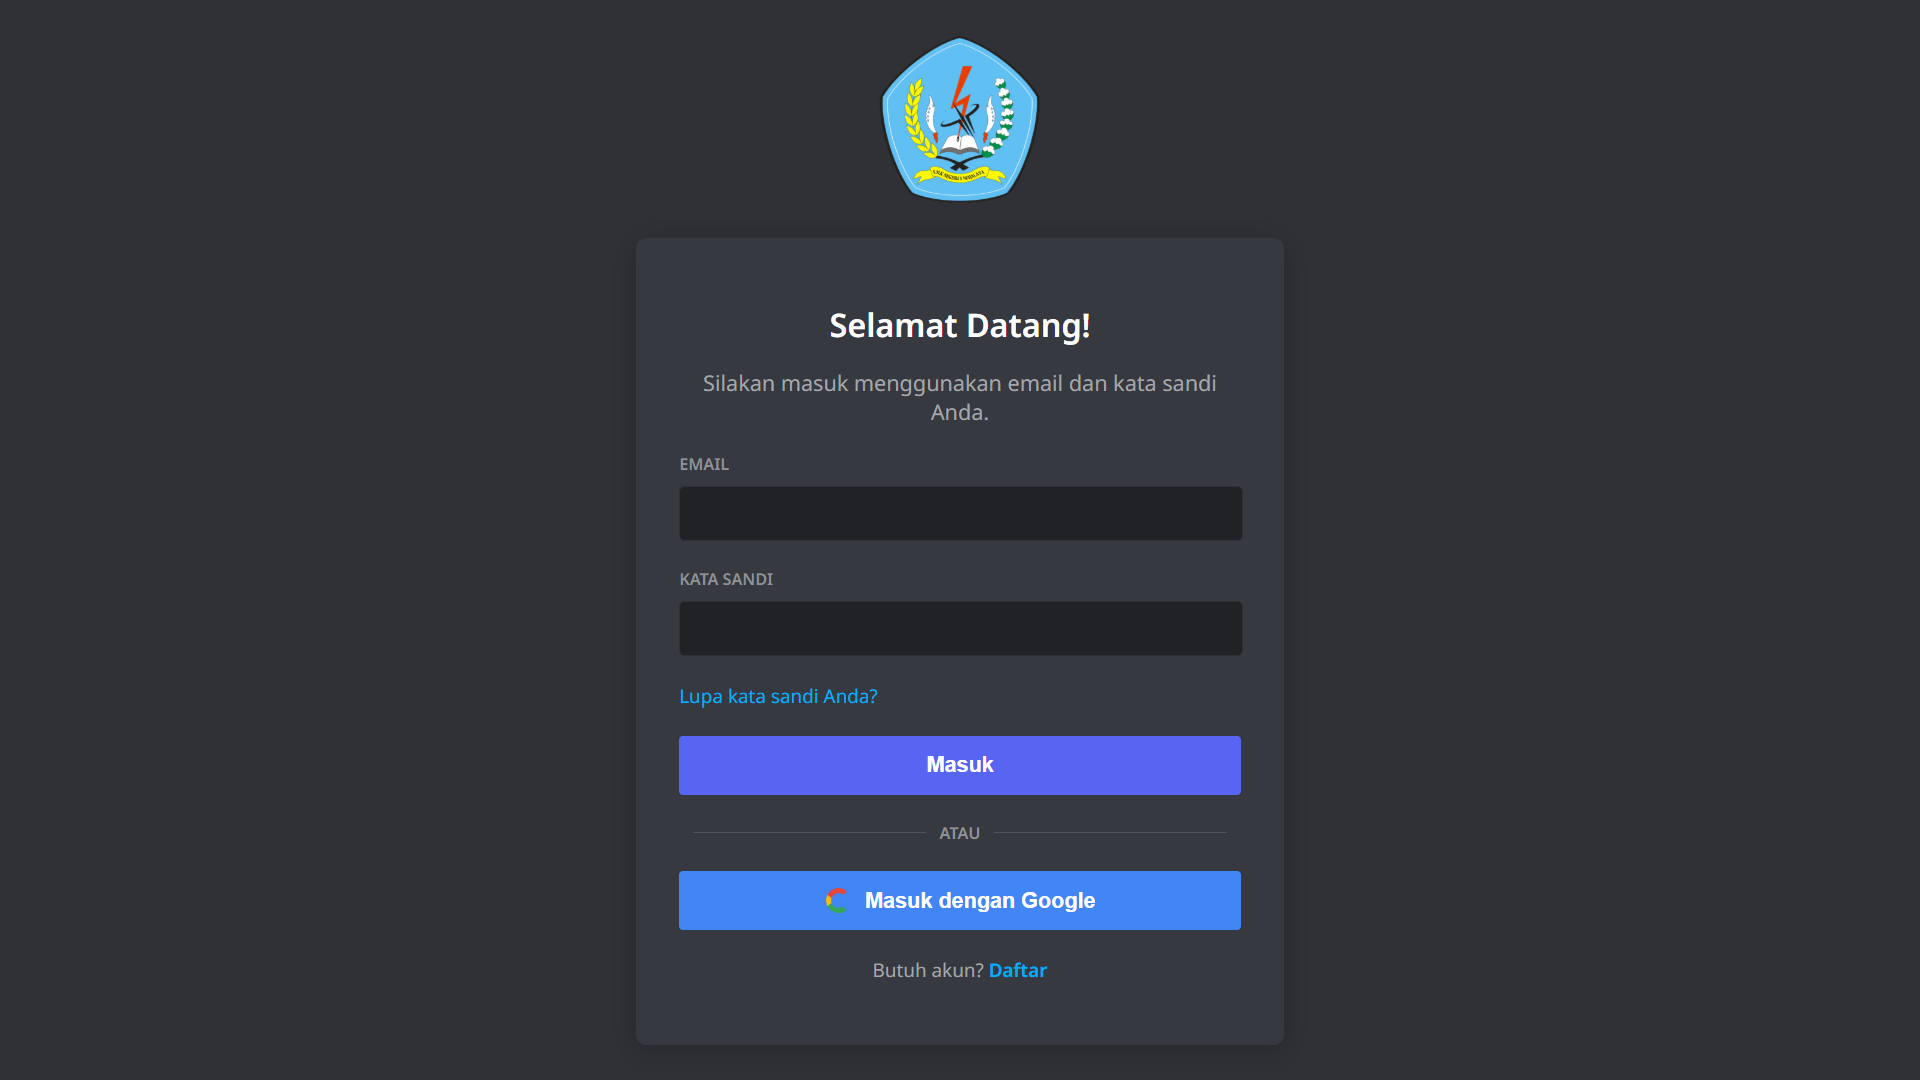 Selamat Datang!
Silakan masuk menggunakan email dan kata sandi
Anda.
EMAIL
KATA SANDI
Lupa kata sandi Anda?
Masuk
ATAU
Masuk dengan Google
Butuh akun? Daftar